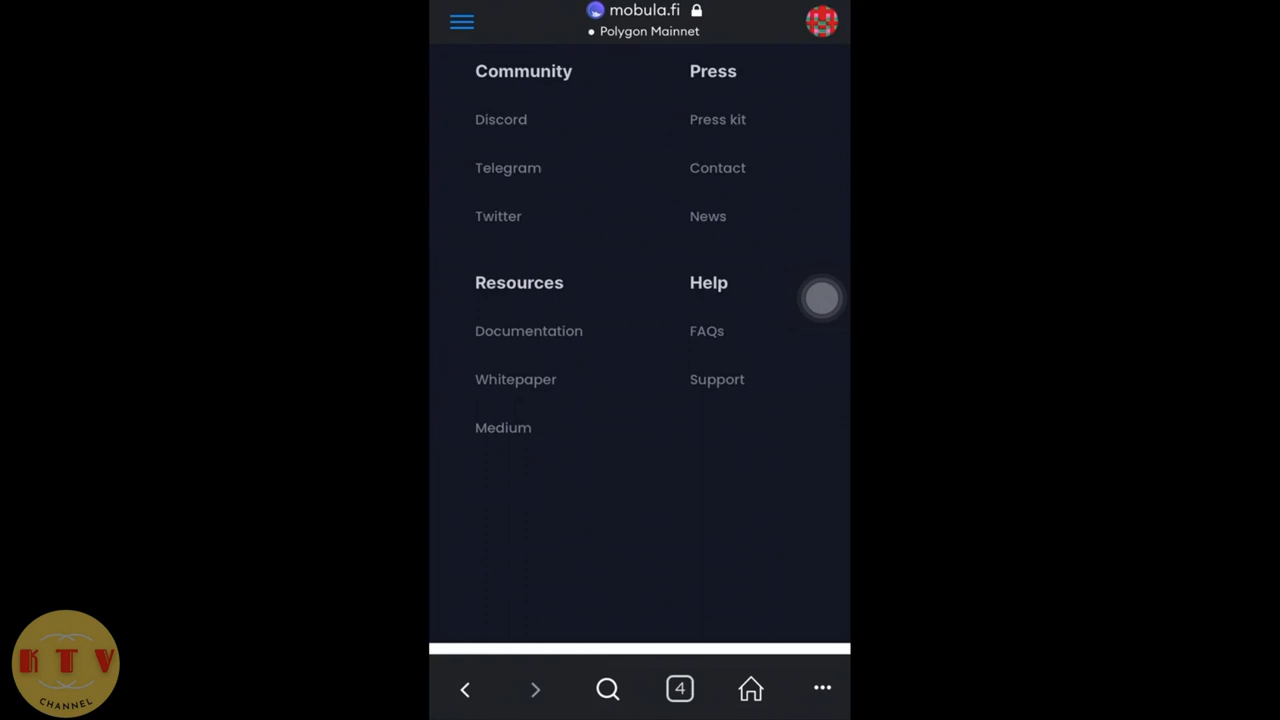 mobula.fi
Polygon Mainnet
Community
Discord
Telegram
Twitter
Press
Press kit
Contact
News
Resources
Documentation
Whitepaper
Medium
Help
FAQs
Support
4
KTV
CHANNEL